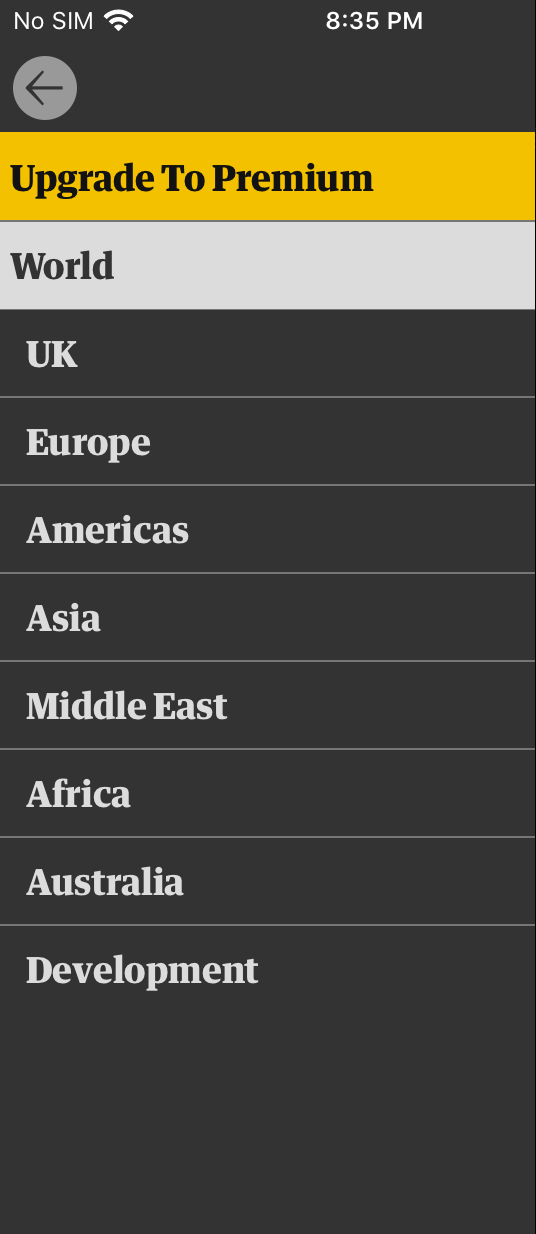 No SIM 8:35 PM
Upgrade To Premium
World
UK
Europe
Americas
Asia
Middle East
Africa
Australia
Development